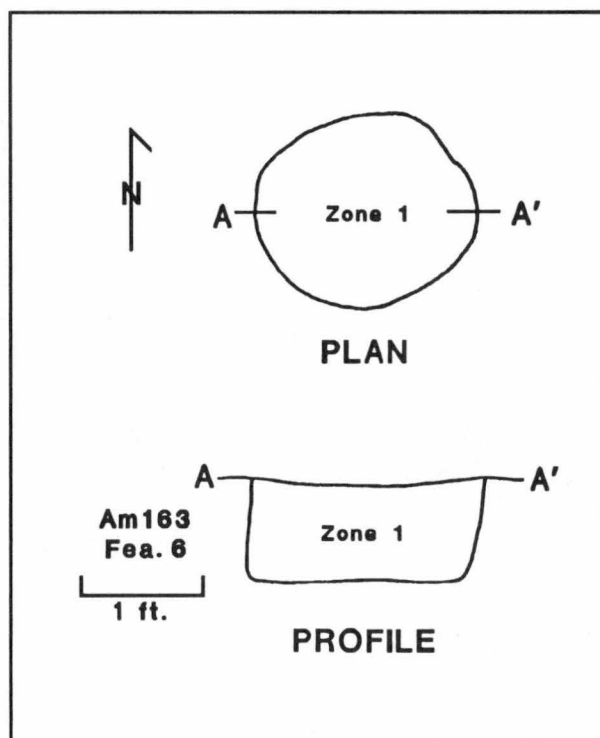 N
A Zone 1 A'
PLAN
A A'
Zone 1
Am163
Fea. 6
1 ft.
PROFILE